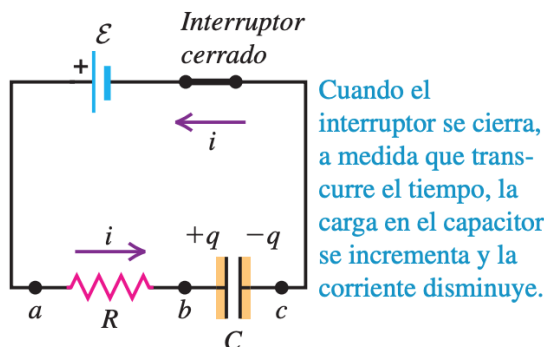 Interruptor
cerrado
ℰ
+
i
Cuando el
interruptor se cierra,
a medida que trans-
curre el tiempo, la
carga en el capacitor
se incrementa y la
corriente disminuye.
i
+q −q
a
R
b
C
c